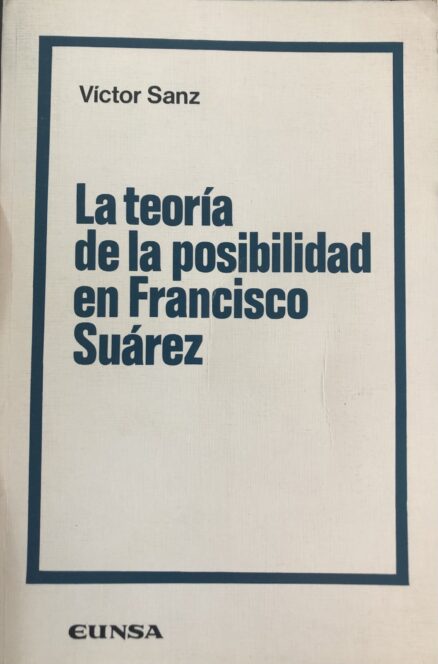 Víctor Sanz
La teoría
de la posibilidad
en Francisco
Suárez
EUNSA